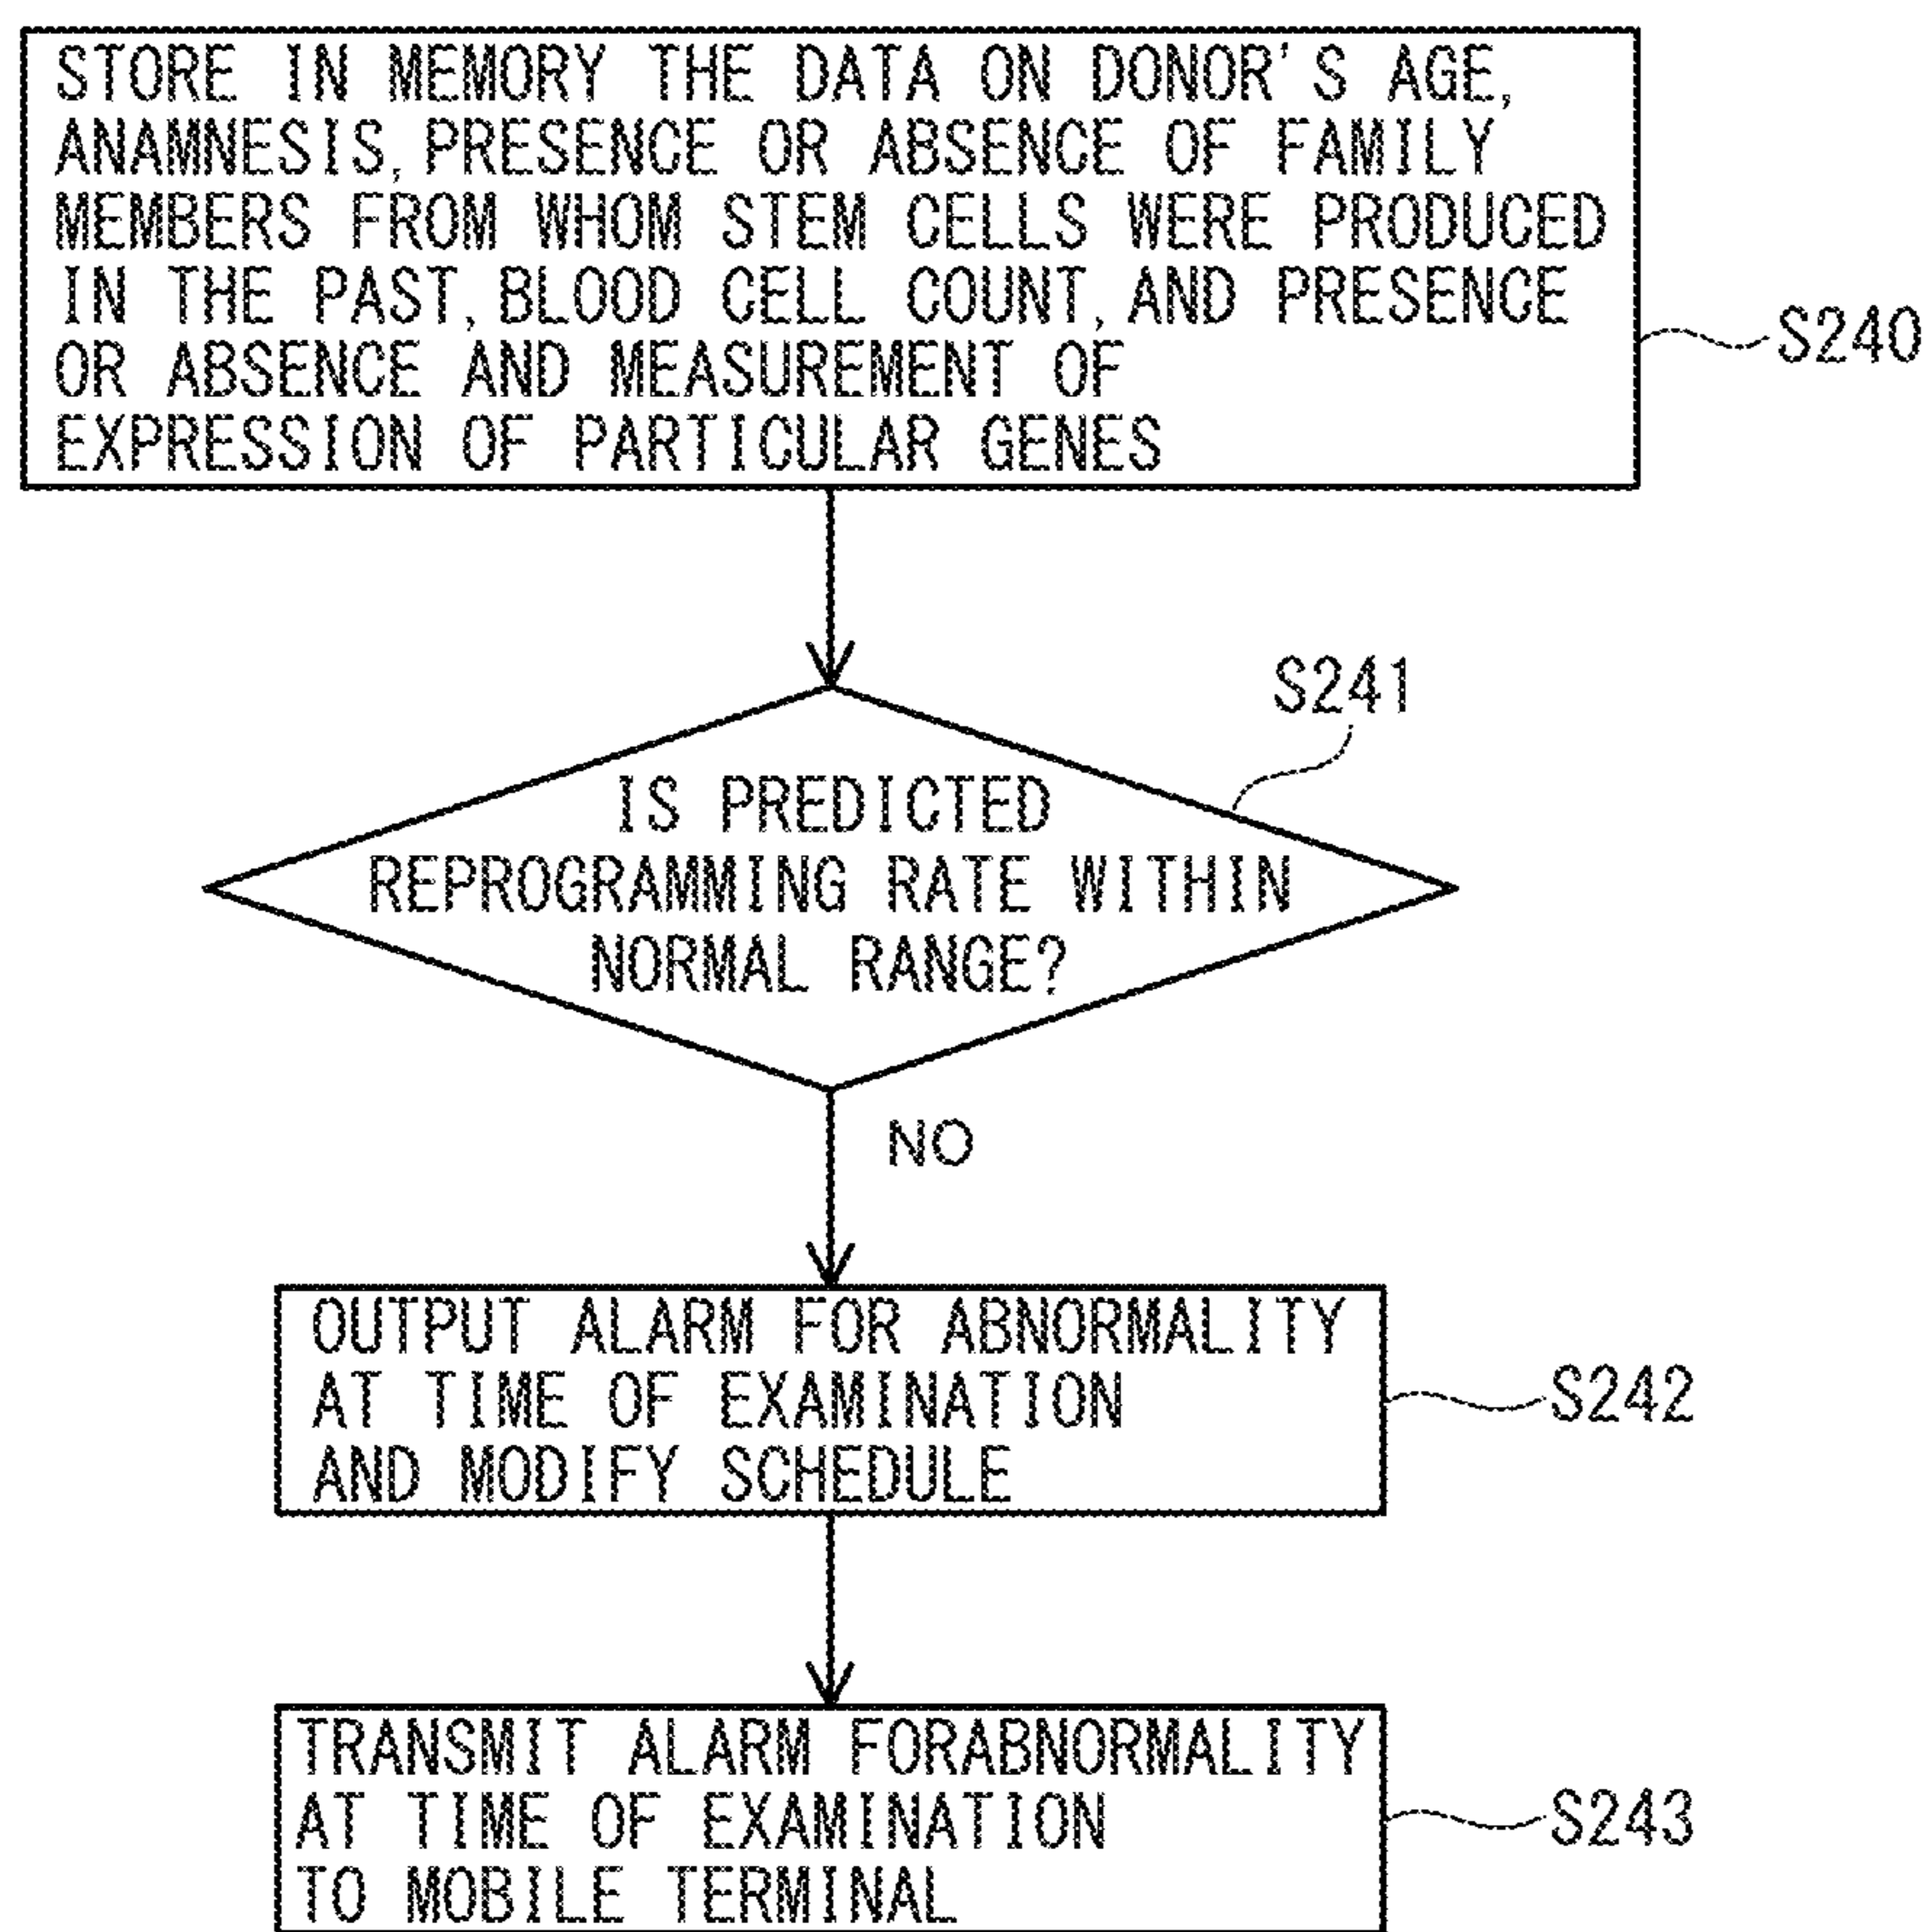 STORE IN MEMORY THE DATA ON DONOR'S AGE,
ANAMNESIS, PRESENCE OR ABSENCE OF FAMILY
MEMBERS FROM WHOM STEM CELLS WERE PRODUCED
IN THE PAST, BLOOD CELL COUNT, AND PRESENCE
OR ABSENCE AND MEASUREMENT OF
EXPRESSION OF PARTICULAR GENES
S240
S241
IS PREDICTED
REPROGRAMMING RATE WITHIN
NORMAL RANGE?
NO
OUTPUT ALARM FOR ABNORMALITY
AT TIME OF EXAMINATION
AND MODIFY SCHEDULE
S242
TRANSMIT ALARM FORABNORMALITY
AT TIME OF EXAMINATION
TO MOBILE TERMINAL
S243